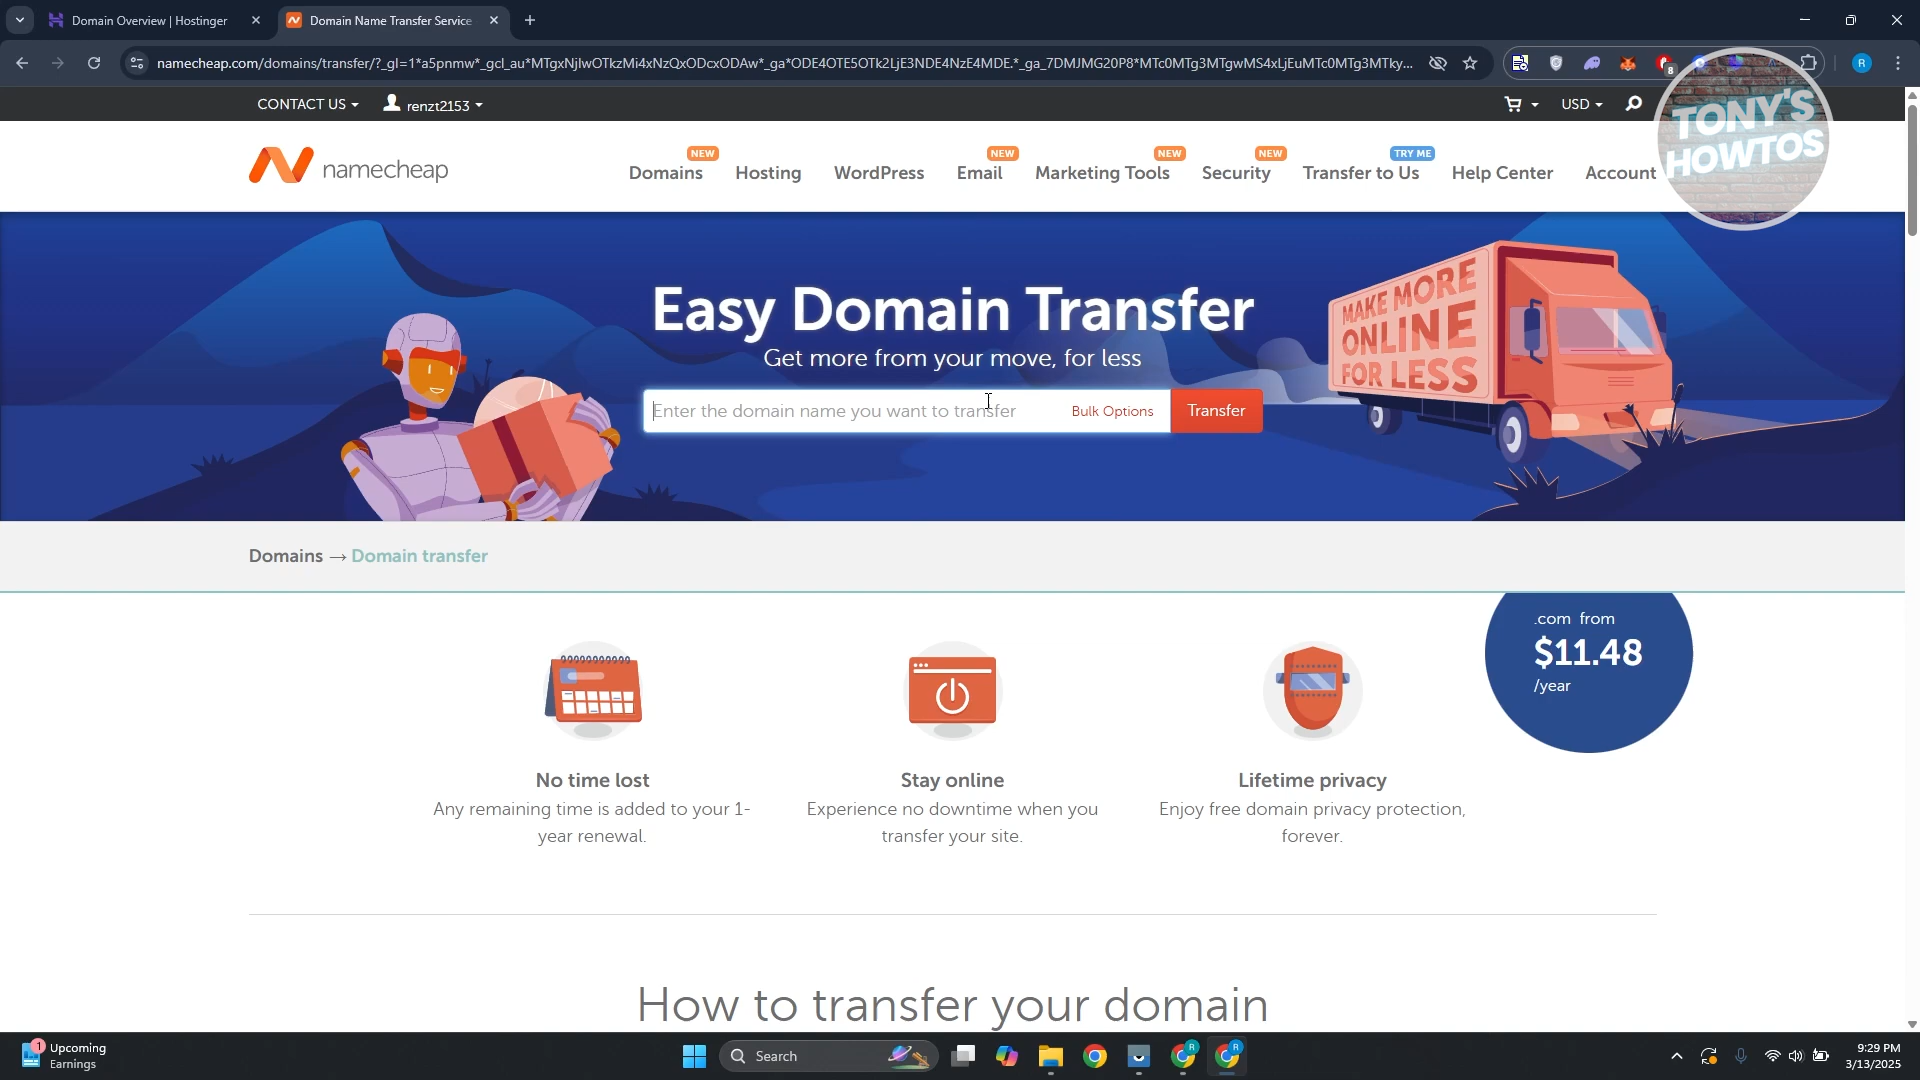 Domain Overview | Hostinger
Domain Name Transfer Service
namecheap.com/domains/transfer/?_gl=1*a5pnmw*_gcl_au*MTgxNjIwOTkzMi4xNzQxODcxODAw*_ga*ODE4OTE5OTk2LjE3NDE4NzE4MDE.*_ga_7DMJMG20P8*MTc0MTg3MTgwMS4xLjEuMTc0MTg3MTky...
8
R
CONTACT US
renzt2153
USD
TONY'S
HOWTOS
namecheap
NEW
NEW
NEW
NEW
TRY ME
Domains Hosting WordPress Email Marketing Tools Security Transfer to Us Help Center Account
Easy Domain Transfer
Get more from your move, for less
Enter the domain name you want to transfer
Bulk Options
Transfer
MAKE MORE
ONLINE
FOR LESS
Domains → Domain transfer
.com from
$11.48
/year
No time lost
Any remaining time is added to your 1-
year renewal.
Stay online
Experience no downtime when you
transfer your site.
Lifetime privacy
Enjoy free domain privacy protection,
forever.
How to transfer your domain
1
Upcoming
Earnings
Search
R
R
9:29 PM
3/13/2025